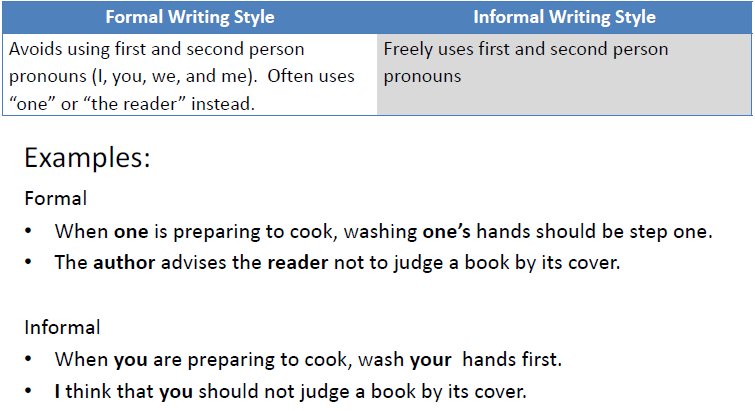 Formal Writing Style
Informal Writing Style
Avoids using first and second person
pronouns (I, you, we, and me).  Often uses
“one” or “the reader” instead.
Freely uses first and second person
pronouns
Examples:
Formal
• When one is preparing to cook, washing one’s hands should be step one.
• The author advises the reader not to judge a book by its cover.
Informal
• When you are preparing to cook, wash your  hands first.
• I think that you should not judge a book by its cover.